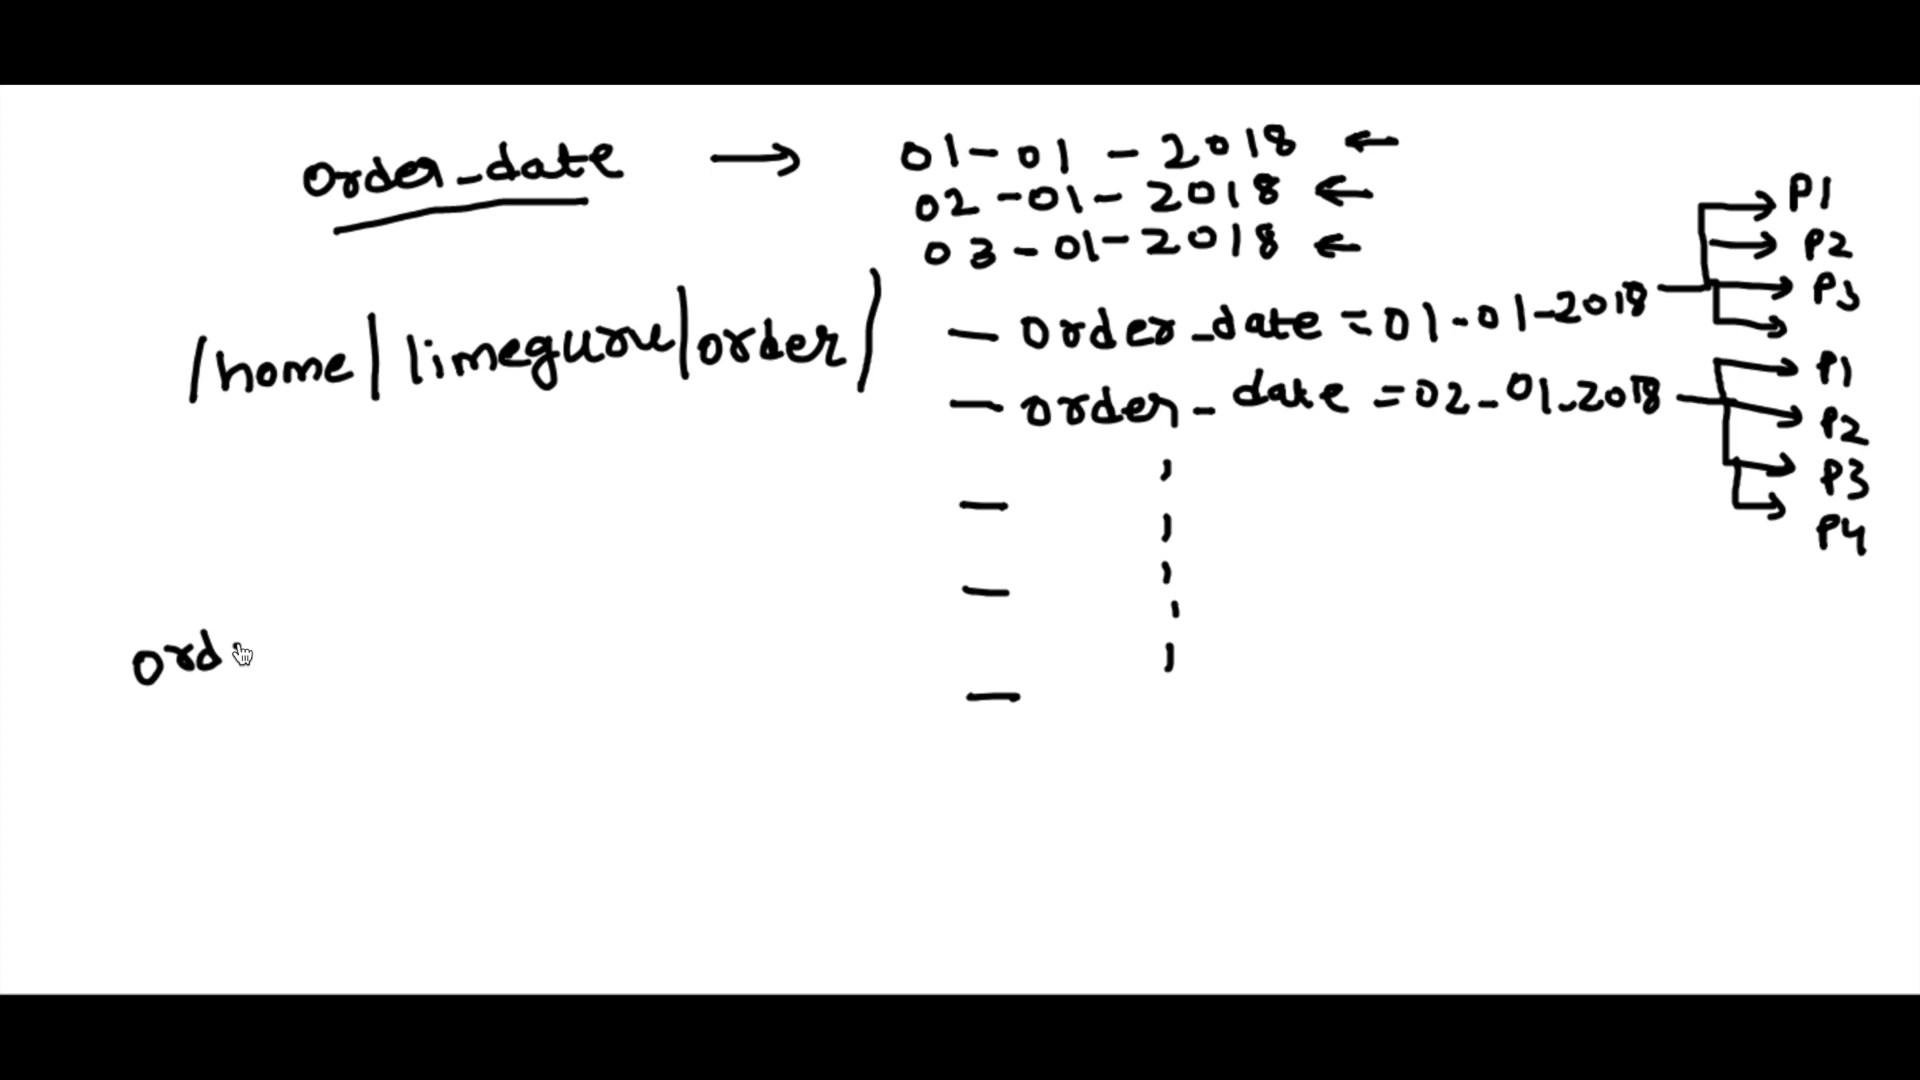 order_date → 01-01-2018 ←
02-01-2018 ←
03-01-2018 ←
/home/limegurve/order/
- order_date = 01-01-2018
P1
P2
P3
- order_date = 02-01-2018
P1
P2
P3
P4
ord